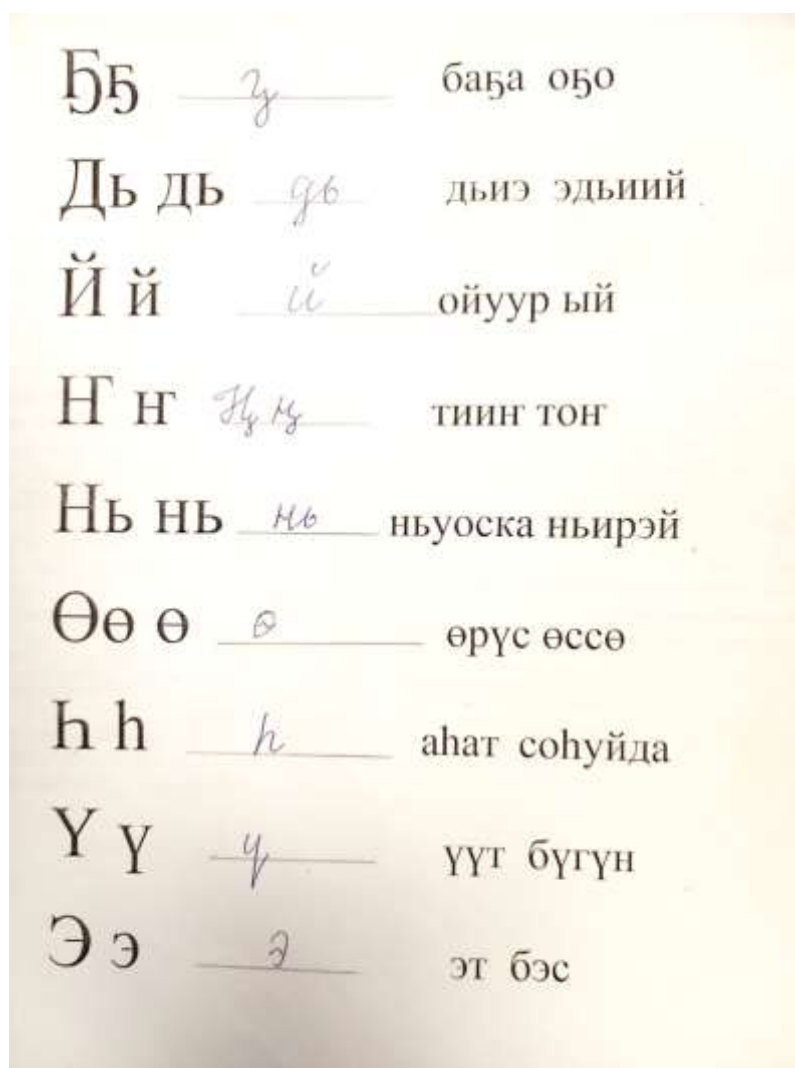 Ҕҕ ҕ баҕа оҕо
Дь дь дь дьиэ эдьиий
Й й й ойуур ый
Ҥ ҥ Ҥ ҥ тииҥ тоҥ
Нь нь нь ньуоска ньирэй
Өө ө ө өрүс өссө
Һ һ һ аһат соһуйда
Ү ү ү үүт бүгүн
Э э э эт бэс